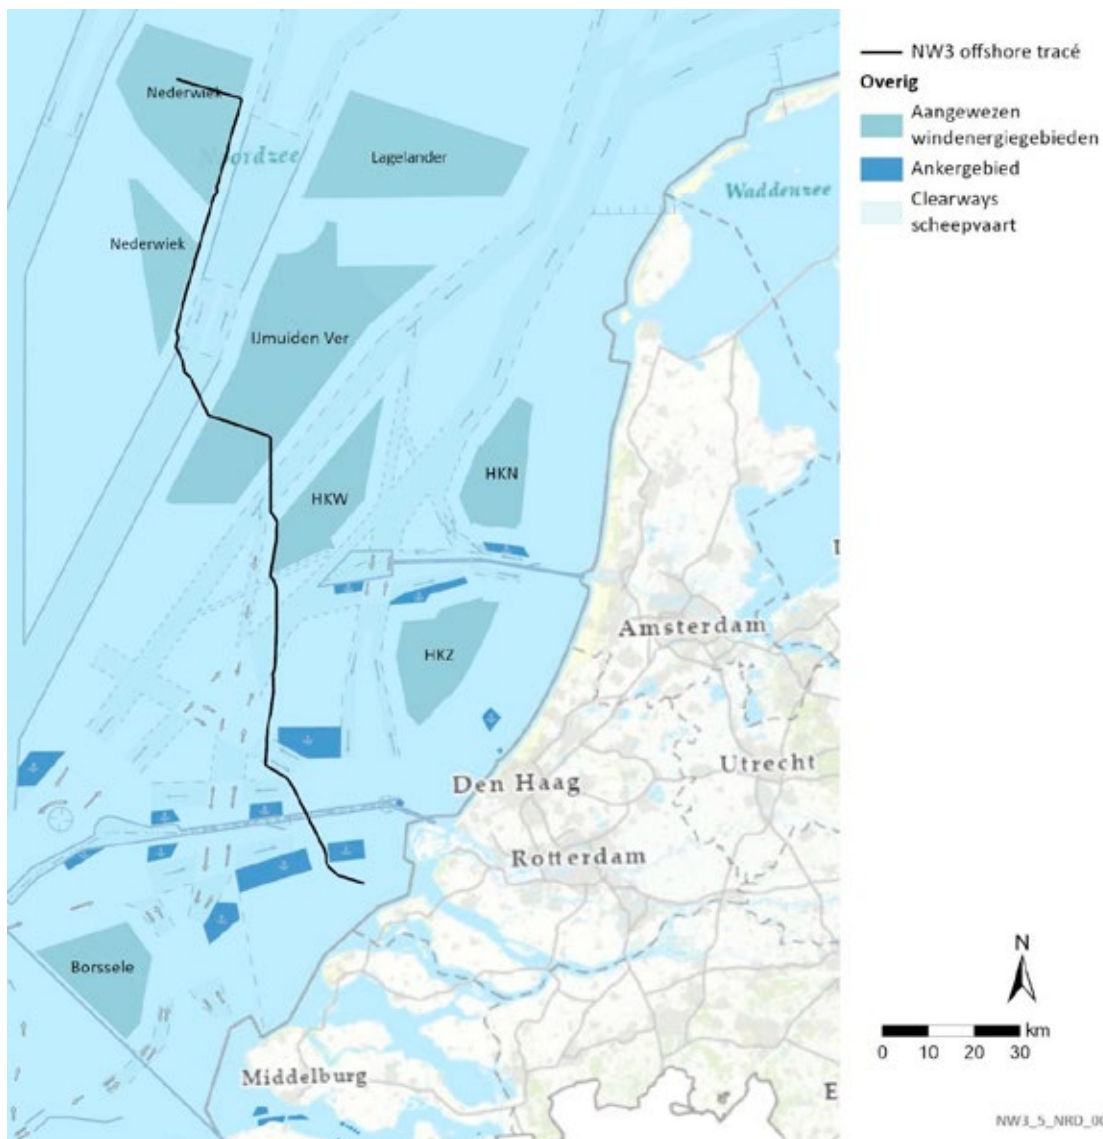 NW3 offshore tracé
Overig
Aangewezen
windenergiegebieden
Ankergebied
Clearways
scheepvaart
Nederwiek
Noordzee
Lagelander
Waddenzee
Nederwiek
IJmuiden Ver
HKN
HKW
Amsterdam
HKZ
Utrecht
Den Haag
Rotterdam
Borssele
Middelburg
E
N
km
0 10 20 30